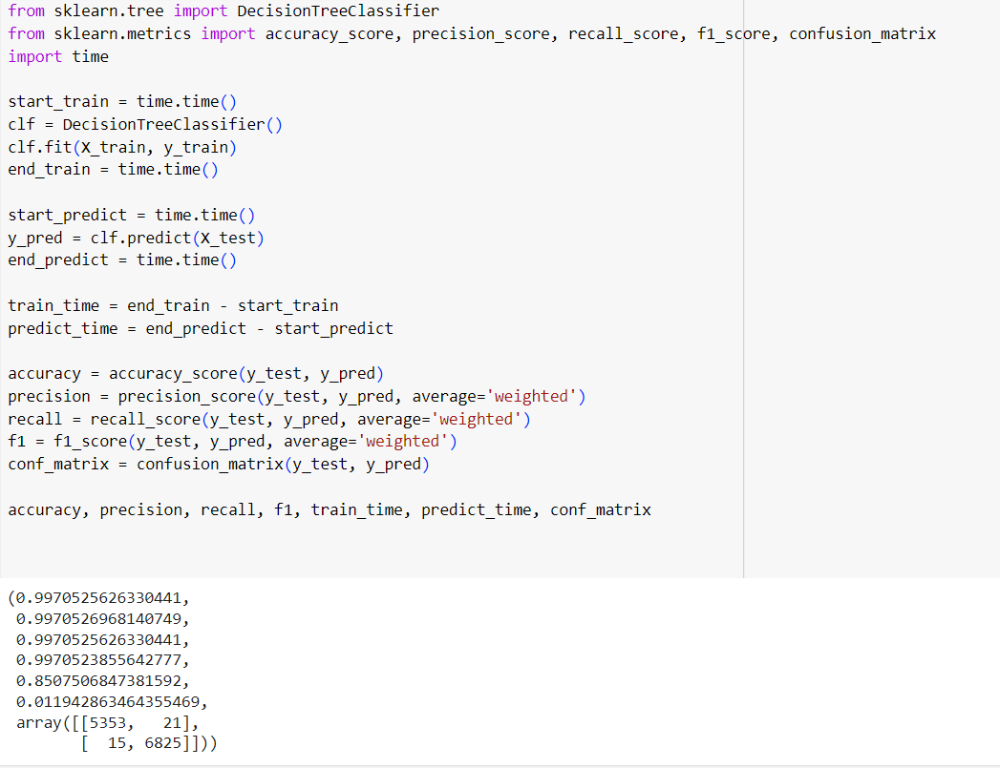 from sklearn.tree import DecisionTreeClassifier
from sklearn.metrics import accuracy_score, precision_score, recall_score, f1_score, confusion_matrix
import time
start_train = time.time()
clf = DecisionTreeClassifier()
clf.fit(X_train, y_train)
end_train = time.time()
start_predict = time.time()
y_pred = clf.predict(X_test)
end_predict = time.time()
train_time = end_train - start_train
predict_time = end_predict - start_predict
accuracy = accuracy_score(y_test, y_pred)
precision = precision_score(y_test, y_pred, average='weighted')
recall = recall_score(y_test, y_pred, average='weighted')
f1 = f1_score(y_test, y_pred, average='weighted')
conf_matrix = confusion_matrix(y_test, y_pred)
accuracy, precision, recall, f1, train_time, predict_time, conf_matrix
(0.9970525626330441,
0.9970526968140749,
0.9970525626330441,
0.9970523855642777,
0.8507506847381592,
0.011942863464355469,
array([[5353,   21],
[  15, 6825]]))